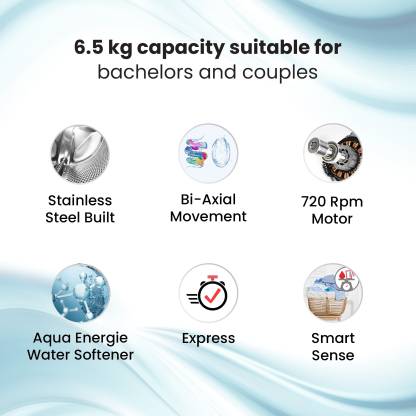 6.5 kg capacity suitable for
bachelors and couples
Stainless
Steel Built
Bi-Axial
Movement
720 Rpm
Motor
Aqua Energie
Water Softener
Express
Smart
Sense